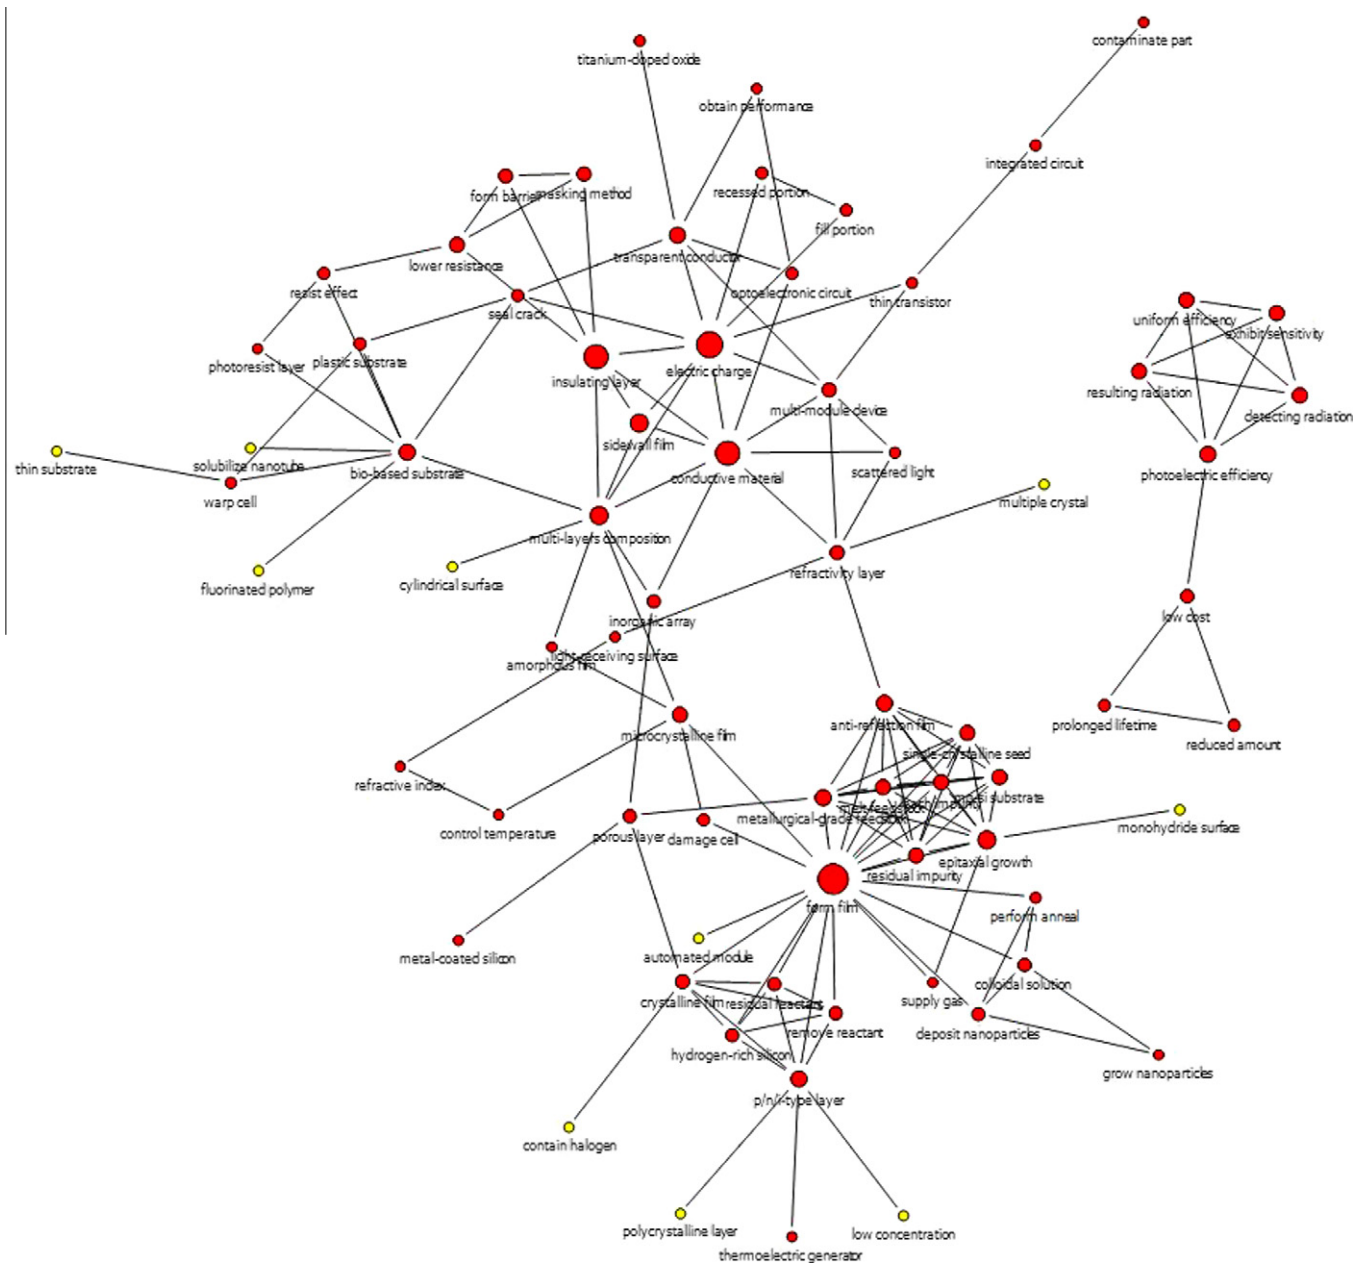 contaminate part
titanium-doped oxide
obtain performance
integrated circuit
form barrier
masking method
recessed portion
fill portion
transparent conductor
lower resistance
resist effect
optoelectronic circuit
thin transistor
seal crack
uniform efficiency
exhibit sensitivity
photoresist layer
plastic substrate
insulating layer
electric charge
multi-module device
resulting radiation
detecting radiation
thin substrate
solubilize nanotube
bio-based substrate
sidewall film
conductive material
scattered light
photoelectric efficiency
warp cell
multiple crystal
multi-layers composition
fluorinated polymer
cylindrical surface
refractivity layer
inorganic array
low cost
amorphous film
light-receiving surface
anti-reflection film
prolonged lifetime
microcrystalline film
single-crystalline seed
reduced amount
refractive index
substrate
metallurgical-grade feedstock
control temperature
porous layer
damage cell
monohydride surface
epitaxial growth
residual impurity
form film
perform anneal
metal-coated silicon
automated module
crystalline film
residual reactant
supply gas
colloidal solution
remove reactant
deposit nanoparticles
hydrogen-rich silicon
grow nanoparticles
p/n/i-type layer
contain halogen
polycrystalline layer
low concentration
thermoelectric generator